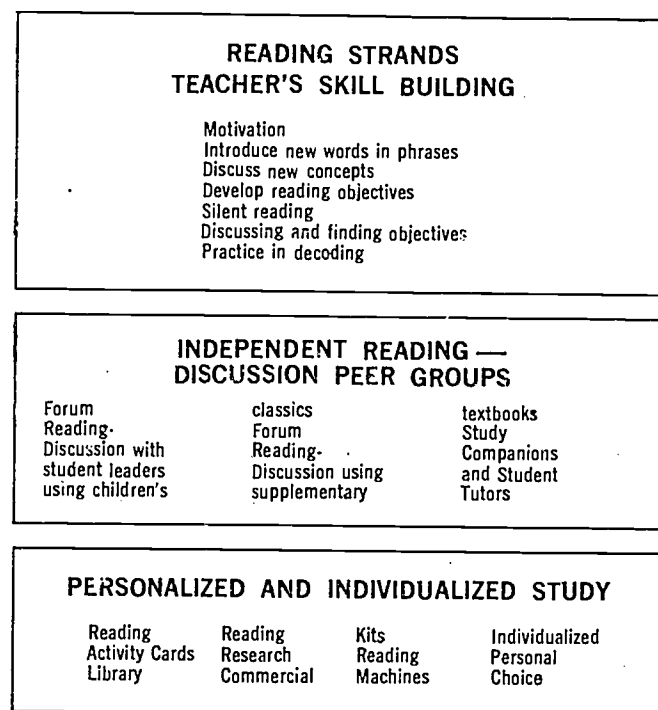 READING STRANDS
TEACHER'S SKILL BUILDING
Motivation
Introduce new words in phrases
Discuss new concepts
Develop reading objectives
Silent reading
Discussing and finding objectives
Practice in decoding
INDEPENDENT READING —
DISCUSSION PEER GROUPS
Forum
Reading-
Discussion with
student leaders
using children's
classics
Forum
Reading-
Discussion using
supplementary
textbooks
Study
Companions
and Student
Tutors
PERSONALIZED AND INDIVIDUALIZED STUDY
Reading
Activity Cards
Library
Reading
Research
Commercial
Kits
Reading
Machines
Individualized
Personal
Choice